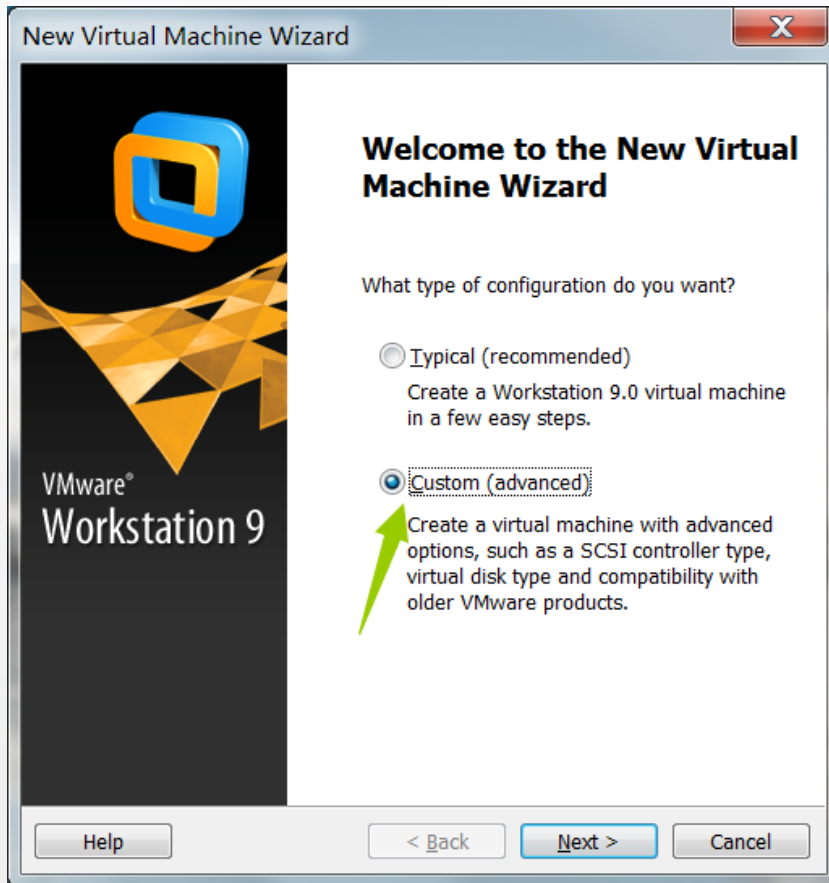 New Virtual Machine Wizard
X
Welcome to the New Virtual
Machine Wizard
What type of configuration do you want?
Typical (recommended)
Create a Workstation 9.0 virtual machine
in a few easy steps.
Custom (advanced)
Create a virtual machine with advanced
options, such as a SCSI controller type,
virtual disk type and compatibility with
older VMware products.
VMware®
Workstation 9
Help
< Back
Next >
Cancel